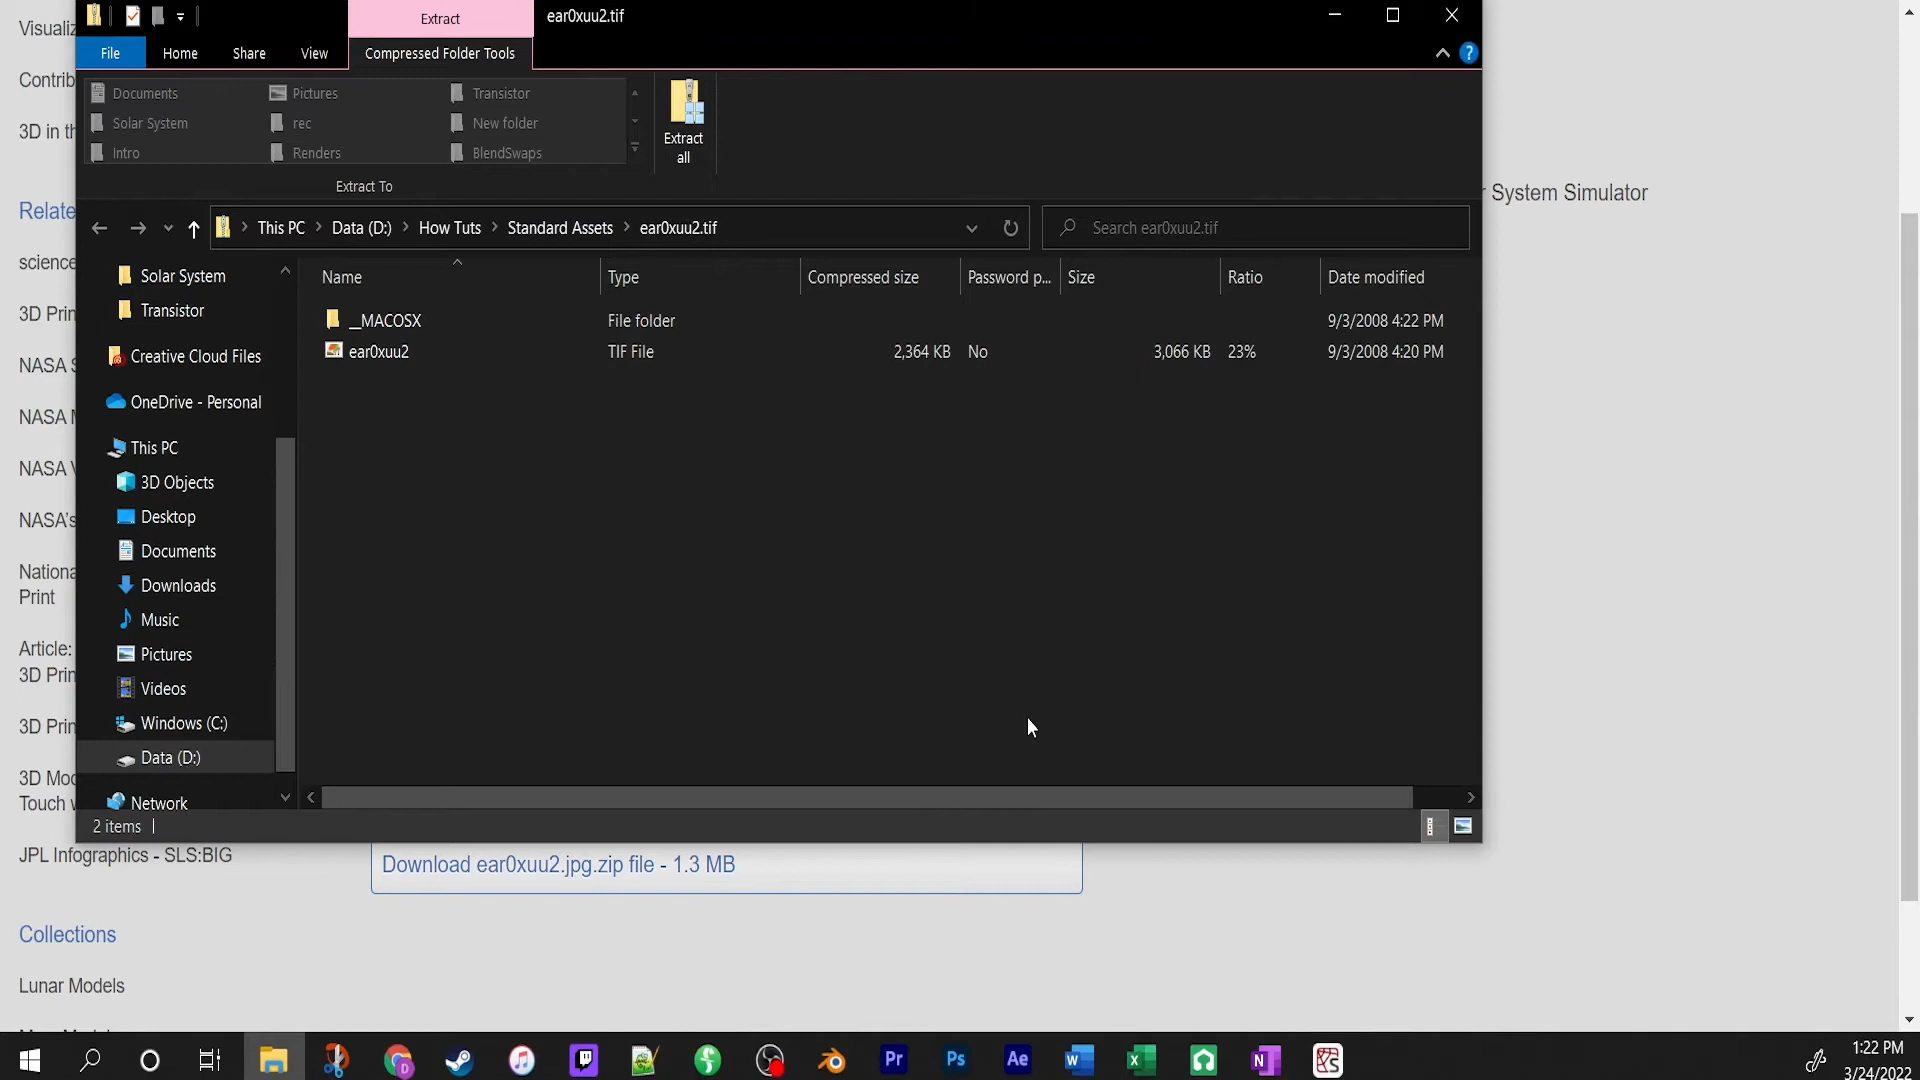 Extract
ear0xuu2.tif
File
Home
Share
View
Compressed Folder Tools
?
Documents
Pictures
Transistor
Solar System
rec
New folder
Intro
Renders
BlendSwaps
Extract
all
Extract To
This PC
Data (D:)
How Tuts
Standard Assets
ear0xuu2.tif
Search ear0xuu2.tif
Name
Type
Compressed size
Password p...
Size
Ratio
Date modified
__MACOSX
File folder
9/3/2008 4:22 PM
ear0xuu2
TIF File
2,364 KB
No
3,066 KB
23%
9/3/2008 4:20 PM
Solar System
Transistor
Creative Cloud Files
OneDrive - Personal
This PC
3D Objects
Desktop
Documents
Downloads
Music
Pictures
Videos
Windows (C:)
Data (D:)
Network
2 items
Visualiz
Contrib
3D in th
Relate
science
3D Prin
NASA S
NASA M
NASA V
NASA's
Nationa
Print
Article:
3D Prin
3D Prin
3D Mod
Touch w
JPL Infographics - SLS:BIG
Collections
Lunar Models
System Simulator
Download ear0xuu2.jpg.zip file - 1.3 MB
Pr
Ps
Ae
1:22 PM
3/24/2022